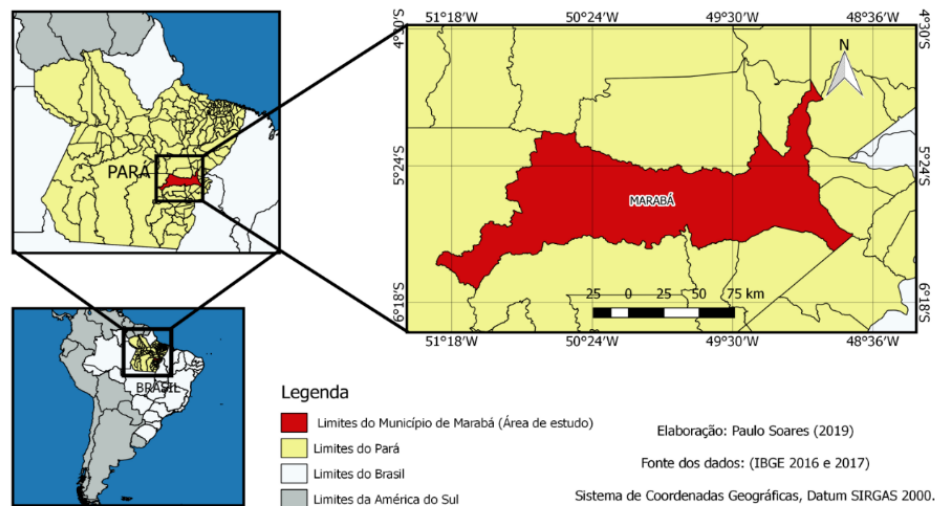 51°18'W 50°24'W 49°30'W 48°36'W
4°30'S
4°30'S
N
PARÁ
5°24'S
5°24'S
MARABÁ
6°18'S
6°18'S
25 0 25 50 75 km
51°18'W 50°24'W 49°30'W 48°36'W
BRASIL
Legenda
Limites do Município de Marabá (Área de estudo)
Limites do Pará
Limites do Brasil
Limites da América do Sul
Elaboração: Paulo Soares (2019)
Fonte dos dados: (IBGE 2016 e 2017)
Sistema de Coordenadas Geográficas, Datum SIRGAS 2000.